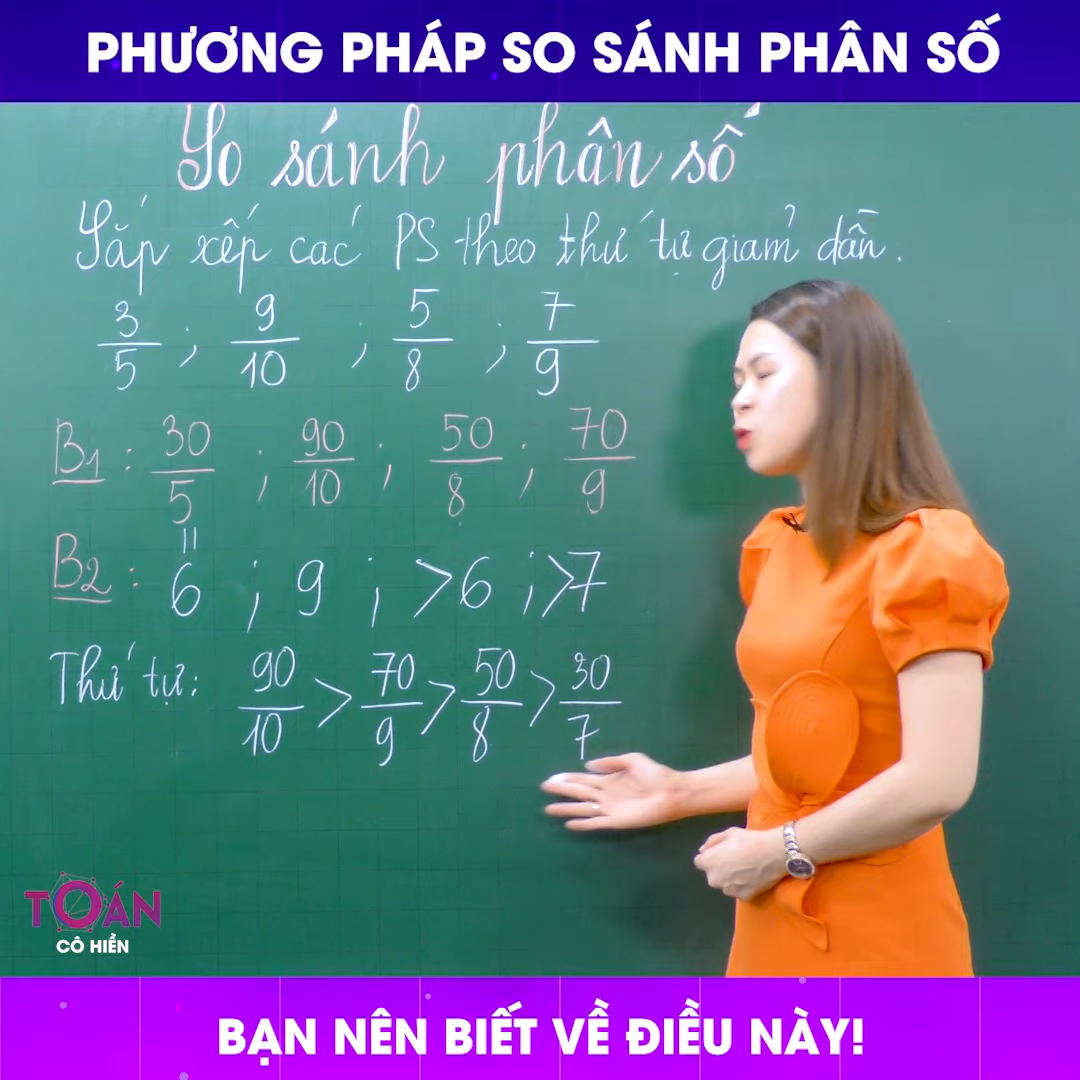 PHƯƠNG PHÁP SO SÁNH PHÂN SỐ
So sánh phân số
Sắp xếp các PS theo thứ tự giảm dần.
3/5 ; 9/10 ; 5/8 ; 7/9
B1 : 30/5 ; 90/10 ; 50/8 ; 70/9
=
B2 : 6 ; 9 ; >6 ; >7
Thứ tự: 90/10 > 70/9 > 50/8 > 30/7
TOÁN
CÔ HIỀN
BẠN NÊN BIẾT VỀ ĐIỀU NÀY!